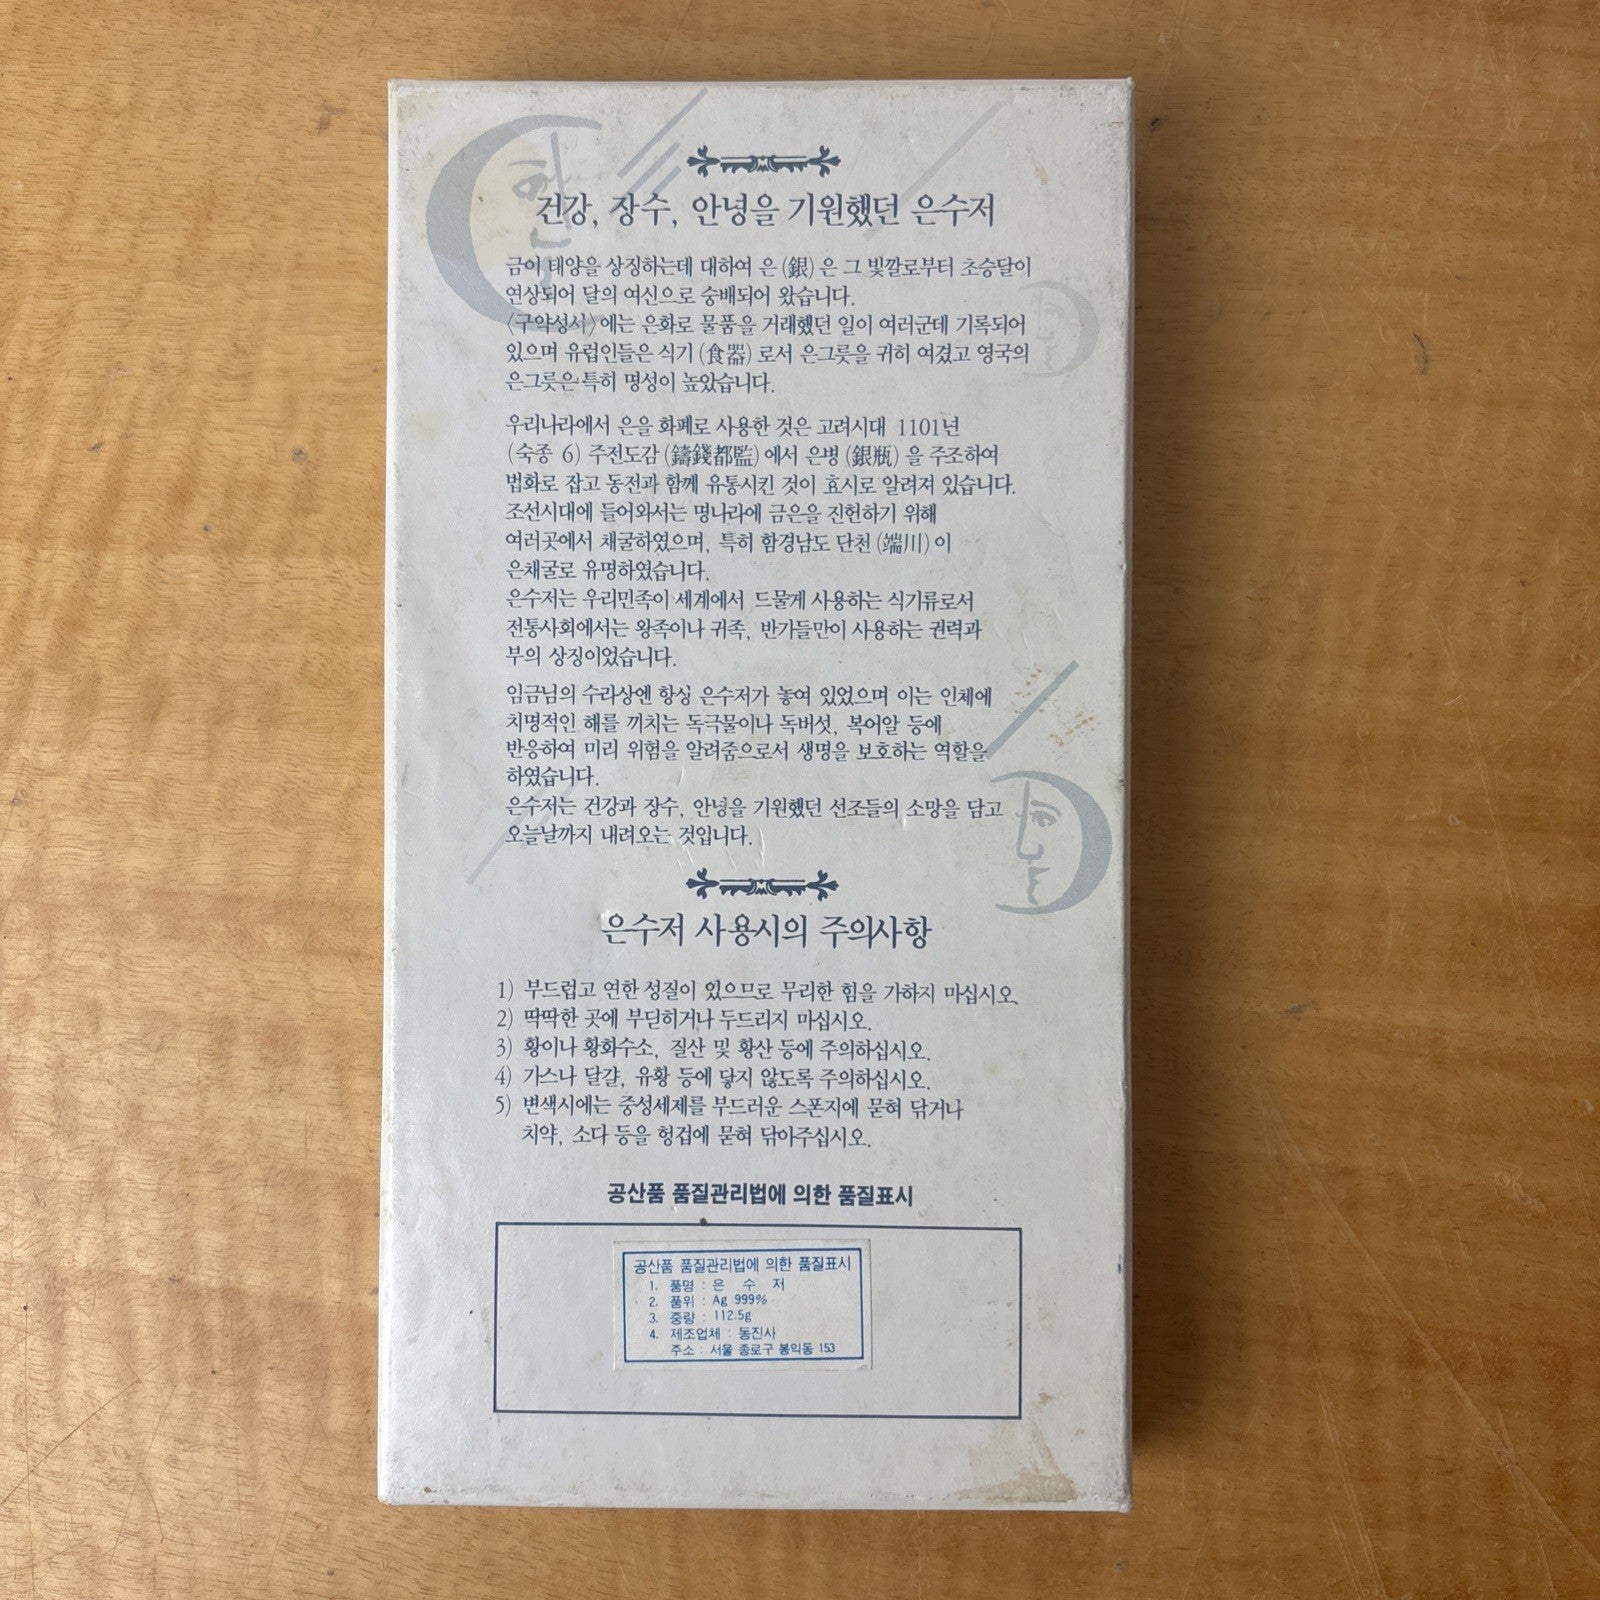 건강, 장수, 안녕을 기원했던 은수저
금이 태양을 상징하는데 대하여 은(銀)은 그 빛깔로부터 초승달이
연상되어 달의 여신으로 숭배되어 왔습니다.
〈구약성서〉에는 은화로 물품을 거래했던 일이 여러군데 기록되어
있으며 유럽인들은 식기(食器)로서 은그릇을 귀히 여겼고 영국의
은그릇은 특히 명성이 높았습니다.
우리나라에서 은을 화폐로 사용한 것은 고려시대 1101년
(숙종 6) 주전도감(鑄錢都監)에서 은병(銀瓶)을 주조하여
법화로 잡고 동전과 함께 유통시킨 것이 효시로 알려져 있습니다.
조선시대에 들어와서는 명나라에 금은을 진헌하기 위해
여러곳에서 채굴하였으며, 특히 함경남도 단천(端川)이
은채굴로 유명하였습니다.
은수저는 우리민족이 세계에서 드물게 사용하는 식기류로서
전통사회에서는 왕족이나 귀족, 반가들만이 사용하는 권력과
부의 상징이었습니다.
임금님의 수라상엔 항상 은수저가 놓여 있었으며 이는 인체에
치명적인 해를 끼치는 독극물이나 독버섯, 복어알 등에
반응하여 미리 위험을 알려줌으로서 생명을 보호하는 역할을
하였습니다.
은수저는 건강과 장수, 안녕을 기원했던 선조들의 소망을 담고
오늘날까지 내려오는 것입니다.
은수저 사용시의 주의사항
1) 부드럽고 연한 성질이 있으므로 무리한 힘을 가하지 마십시오.
2) 딱딱한 곳에 부딛히거나 두드리지 마십시오.
3) 황이나 황화수소, 질산 및 황산 등에 주의하십시오.
4) 가스나 달걀, 유황 등에 닿지 않도록 주의하십시오.
5) 변색시에는 중성세제를 부드러운 스폰지에 묻혀 닦거나
치약, 소다 등을 헝겁에 묻혀 닦아주십시오.
공산품 품질관리법에 의한 품질표시
공산품 품질관리법에 의한 품질표시
1. 품명 : 은 수 저
2. 품위 : Ag 999%
3. 중량 : 112.5g
4. 제조업체 : 동진사
주소 : 서울 종로구 봉익동 153